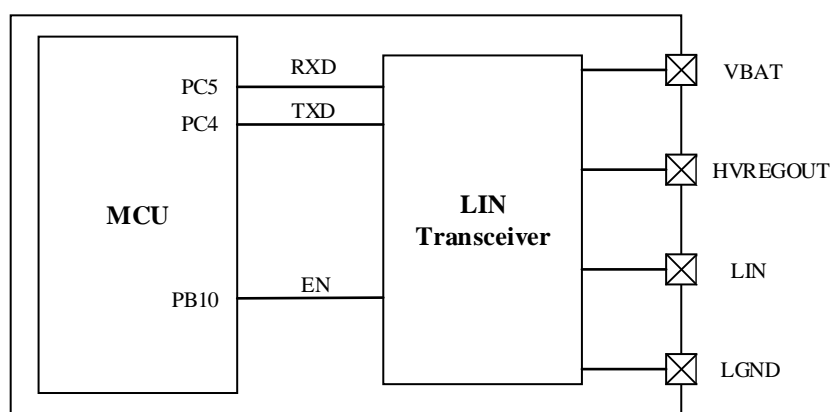 RXD
VBAT
PC5
TXD
PC4
HVREGOUT
MCU
LIN
Transceiver
LIN
EN
PB10
LGND